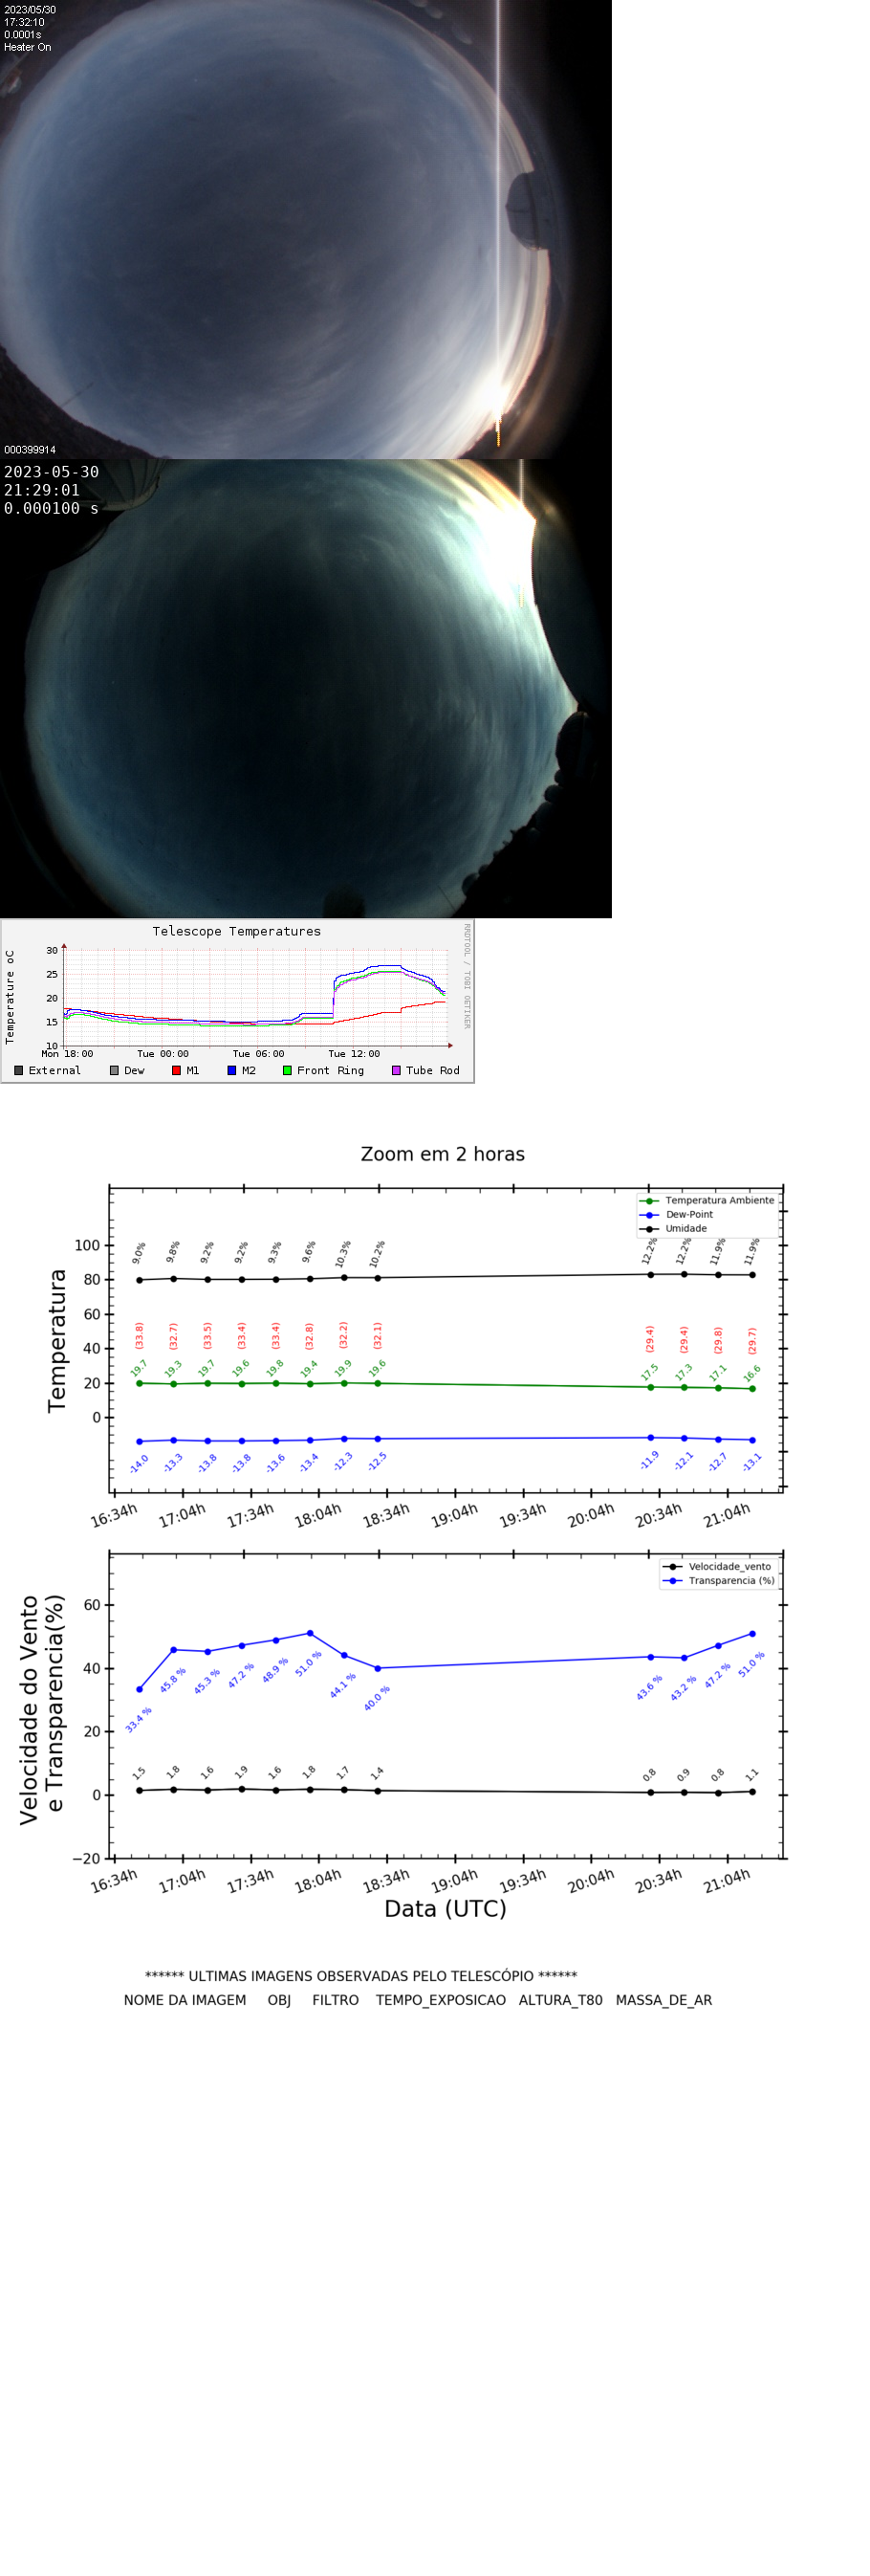 2023/05/30
17:32:10
0.0001s
Heater On
000399914
2023-05-30
21:29:01
0.000100 s
Telescope Temperatures
RRDTOOL / TOBI OETIKER
Temperature oC
30
25
20
15
10
Mon 18:00 Tue 00:00 Tue 06:00 Tue 12:00
External Dew M1 M2 Front Ring Tube Rod
Zoom em 2 horas
Temperatura Ambiente
Dew-Point
Umidade
Temperatura
100
80
60
40
20
0
9.0% 9.8% 9.2% 9.2% 9.3% 9.6% 10.3% 10.2% 12.2% 12.2% 11.9% 11.9%
(33.8) (32.7) (33.5) (33.4) (33.4) (32.8) (32.2) (32.1) (29.4) (29.4) (29.8) (29.7)
19.7 19.3 19.7 19.6 19.8 19.4 19.9 19.6 17.5 17.3 17.1 16.6
-14.0 -13.3 -13.8 -13.8 -13.6 -13.4 -12.3 -12.5 -11.9 -12.1 -12.7 -13.1
16:34h 17:04h 17:34h 18:04h 18:34h 19:04h 19:34h 20:04h 20:34h 21:04h
Velocidade_vento
Transparencia (%)
Velocidade do Vento
e Transparencia(%)
60
40
20
0
−20
33.4 % 45.8 % 45.3 % 47.2 % 48.9 % 51.0 % 44.1 % 40.0 % 43.6 % 43.2 % 47.2 % 51.0 %
1.5 1.8 1.6 1.9 1.6 1.8 1.7 1.4 0.8 0.9 0.8 1.1
16:34h 17:04h 17:34h 18:04h 18:34h 19:04h 19:34h 20:04h 20:34h 21:04h
Data (UTC)
****** ULTIMAS IMAGENS OBSERVADAS PELO TELESCÓPIO ******
NOME DA IMAGEM OBJ FILTRO TEMPO_EXPOSICAO ALTURA_T80 MASSA_DE_AR